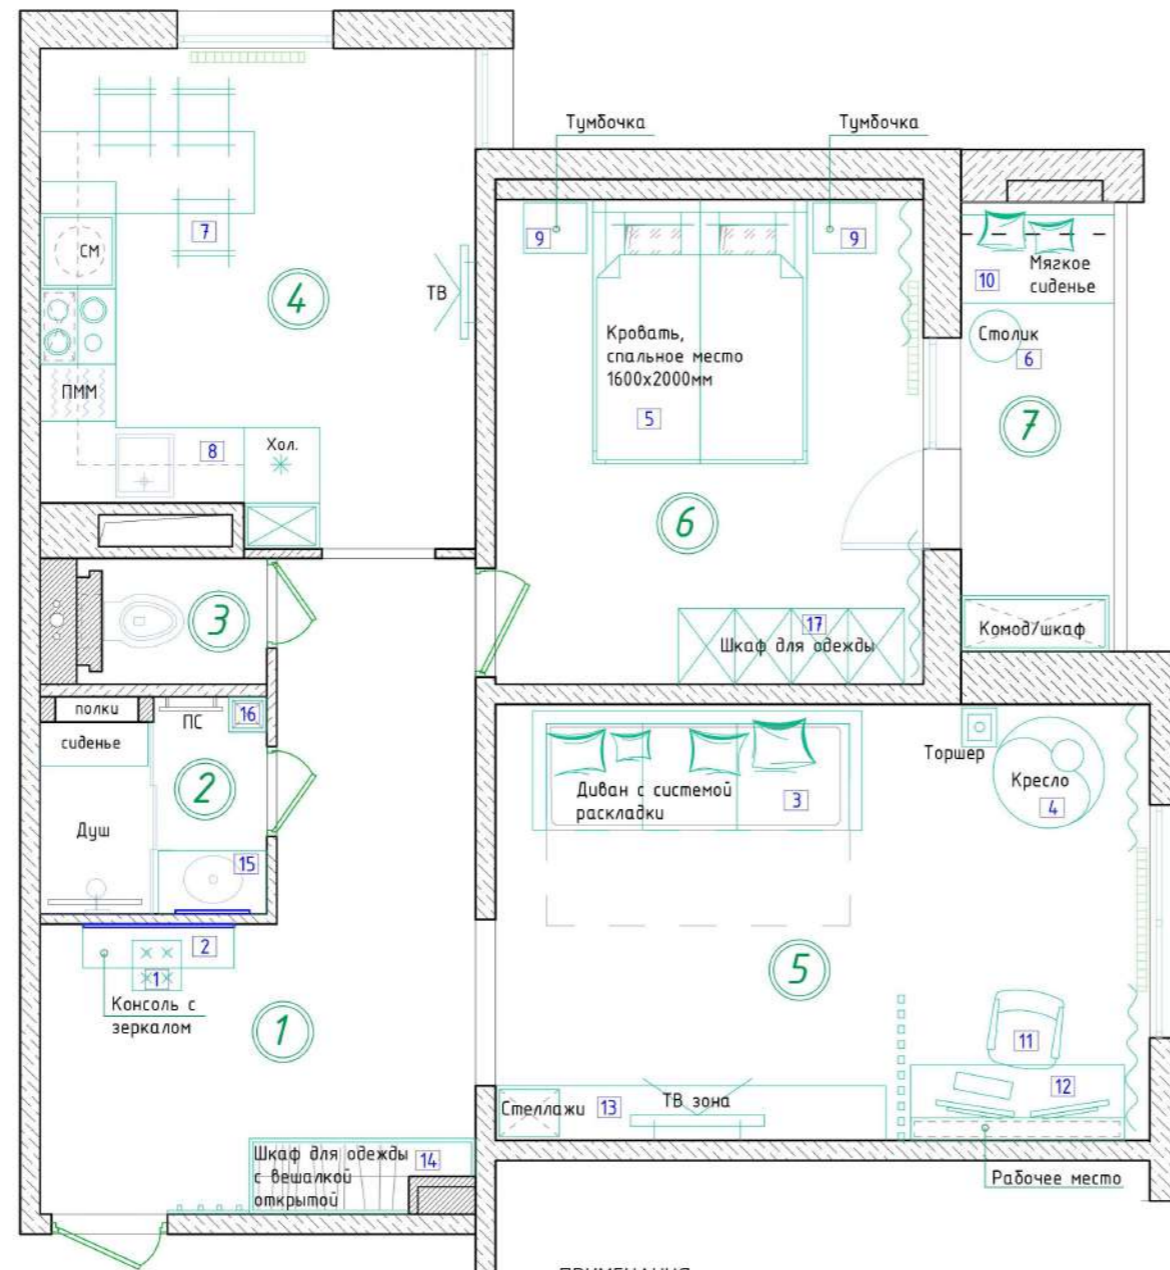 Тумбочка
Тумбочка
7
СМ
4
ТВ
9
9
10
Мягкое
сиденье
Столик
6
7
Кровать,
спальное место
1600х2000мм
5
ПММ
8
Хол.
6
3
17
Шкаф для одежды
Комод/шкаф
полки
ПС
16
сиденье
2
Душ
15
Диван с системой
раскладки
3
Торшер
Кресло
4
2
1
Консоль с
зеркалом
1
5
11
12
Стеллажи
13
ТВ зона
Шкаф для одежды
с вешалкой
открытой
14
Рабочее место